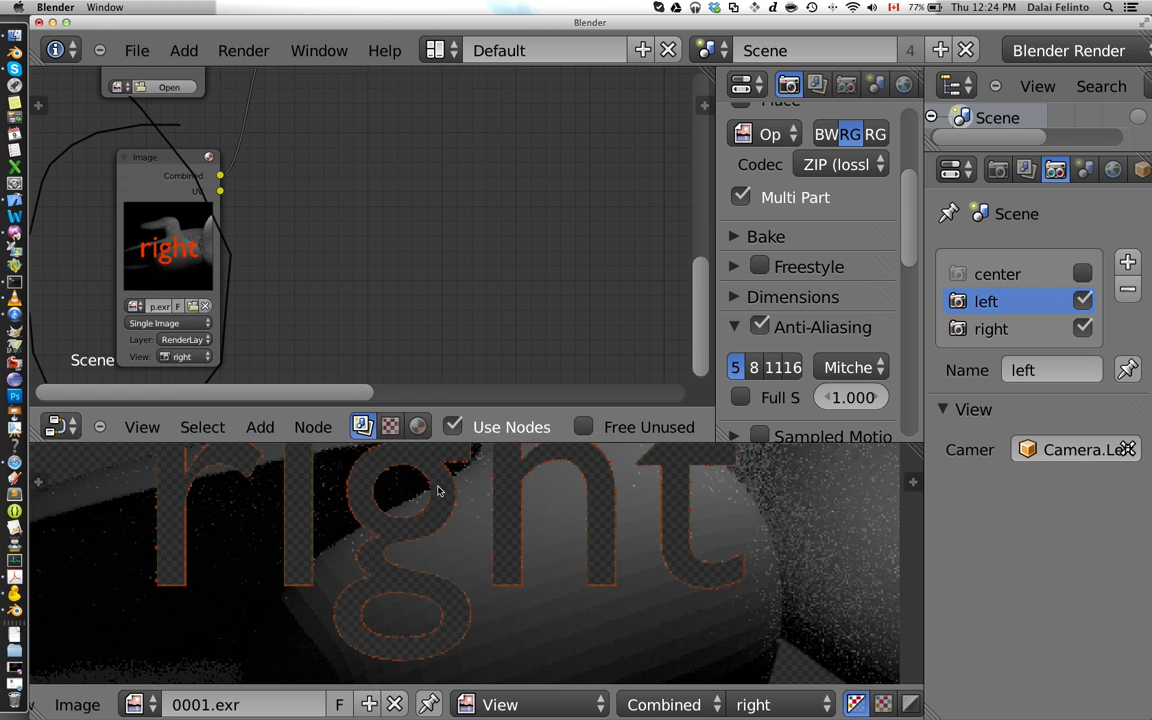 Blender Window 77% Thu 12:24 PM Dalai Felinto
Blender
File Add Render Window Help Default Scene 4 Blender Render
Open
Image
Combined
UV
right
p.exr F
Single Image
Layer: RenderLay
View: right
Scene
View Select Add Node Use Nodes Free Unused
Op BW RG RG
Codec ZIP (lossl
Multi Part
Bake
Freestyle
Dimensions
Anti-Aliasing
5 8 11 16 Mitche
Full S 1.000
Sampled Motio
View Search
Scene
Scene
center
left
right
Name left
View
Camer Camera.Le
right
Image 0001.exr F View Combined right